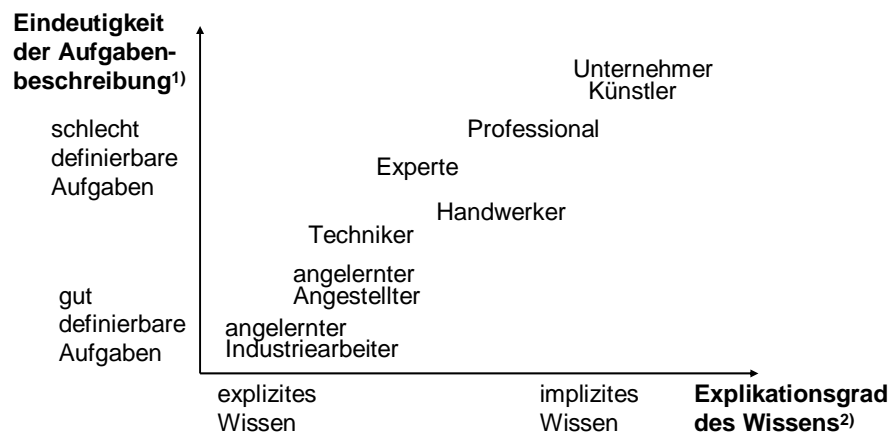 Eindeutigkeit
der Aufgaben-
beschreibung1)
Unternehmer
Künstler
schlecht
definierbare
Aufgaben
Professional
Experte
Handwerker
Techniker
angelernter
Angestellter
gut
definierbare
Aufgaben
angelernter
Industriearbeiter
explizites
Wissen
implizites
Wissen
Explikationsgrad
des Wissens2)